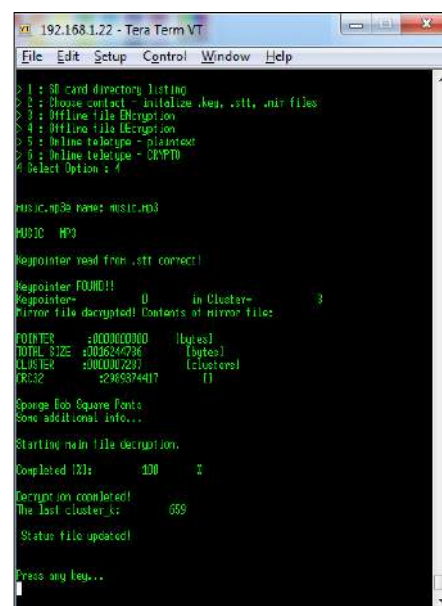 192.168.1.22 - Tera Term VT
File Edit Setup Control Window Help
> 1 : SD card directory listing
> 2 : Choose contact - initalize .key, .stt, .mir files
> 3 : Offline file ENcryption
> 4 : Offline file DEcryption
> 5 : Online teletype - plaintext
> 6 : Online teletype - CRYPTO
4 Select Option : 4
music.mp3e name: music.mp3
MUSIC MP3
Keypointer read from .stt correct!
Keypointer FOUND!!
Keypointer= 0 in Cluster= 3
Mirror file decrypted! Contents of mirror file:
POINTER :0000000000 [bytes]
TOTAL SIZE :0016244736 [bytes]
CLUSTER :0000007287 [clusters]
CRC32 :2989374417 []
Sponge Bob Square Pants
Some additional info...
Starting main file decryption.
Completed [%]: 100 %
Decryption completed!
The last cluster_k: 659
Status file updated!
Press any key...